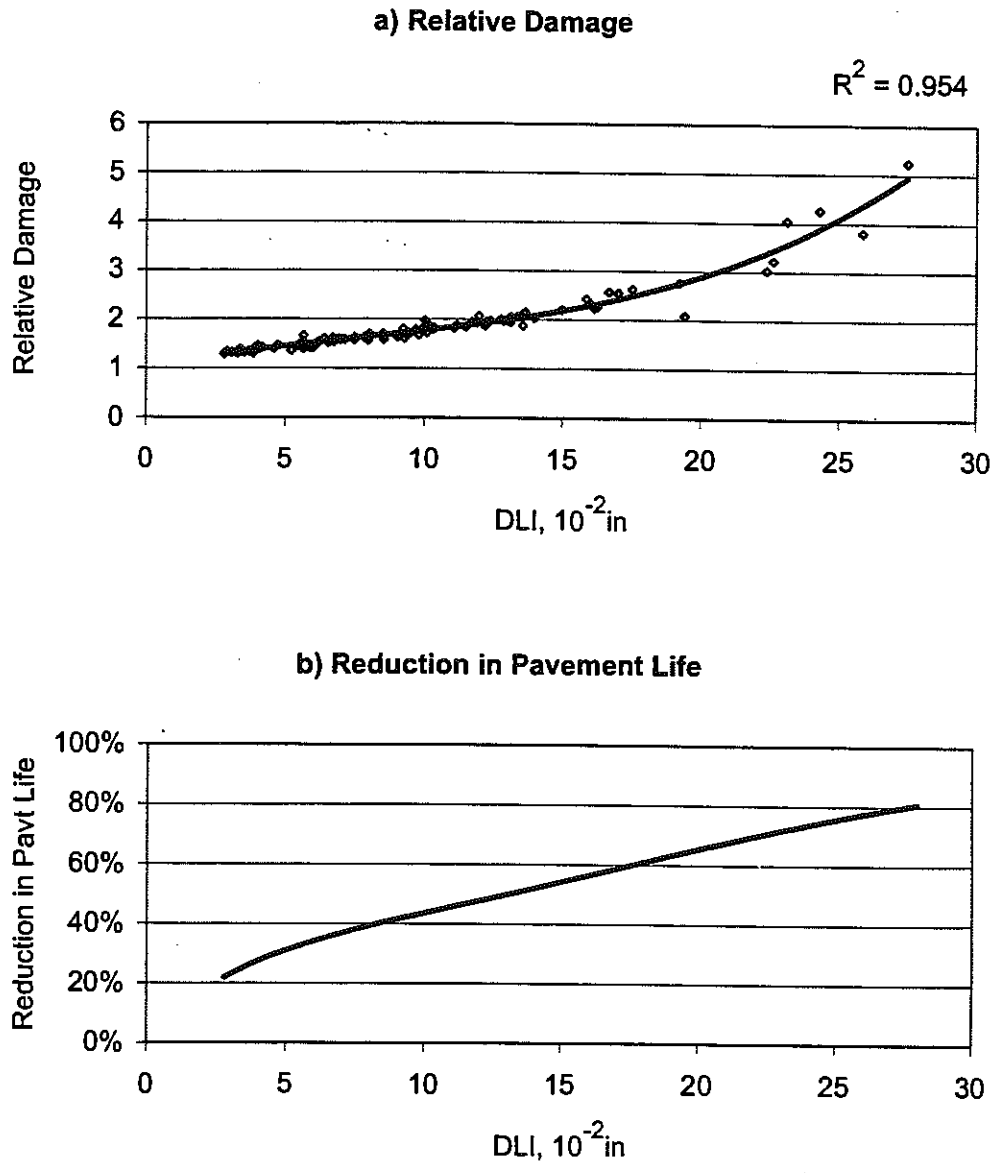 a) Relative Damage
R² = 0.954
6
5
4
3
2
1
0
Relative Damage
0 5 10 15 20 25 30
DLI, 10⁻²in
b) Reduction in Pavement Life
100%
80%
60%
40%
20%
0%
Reduction in Pavt Life
0 5 10 15 20 25 30
DLI, 10⁻²in